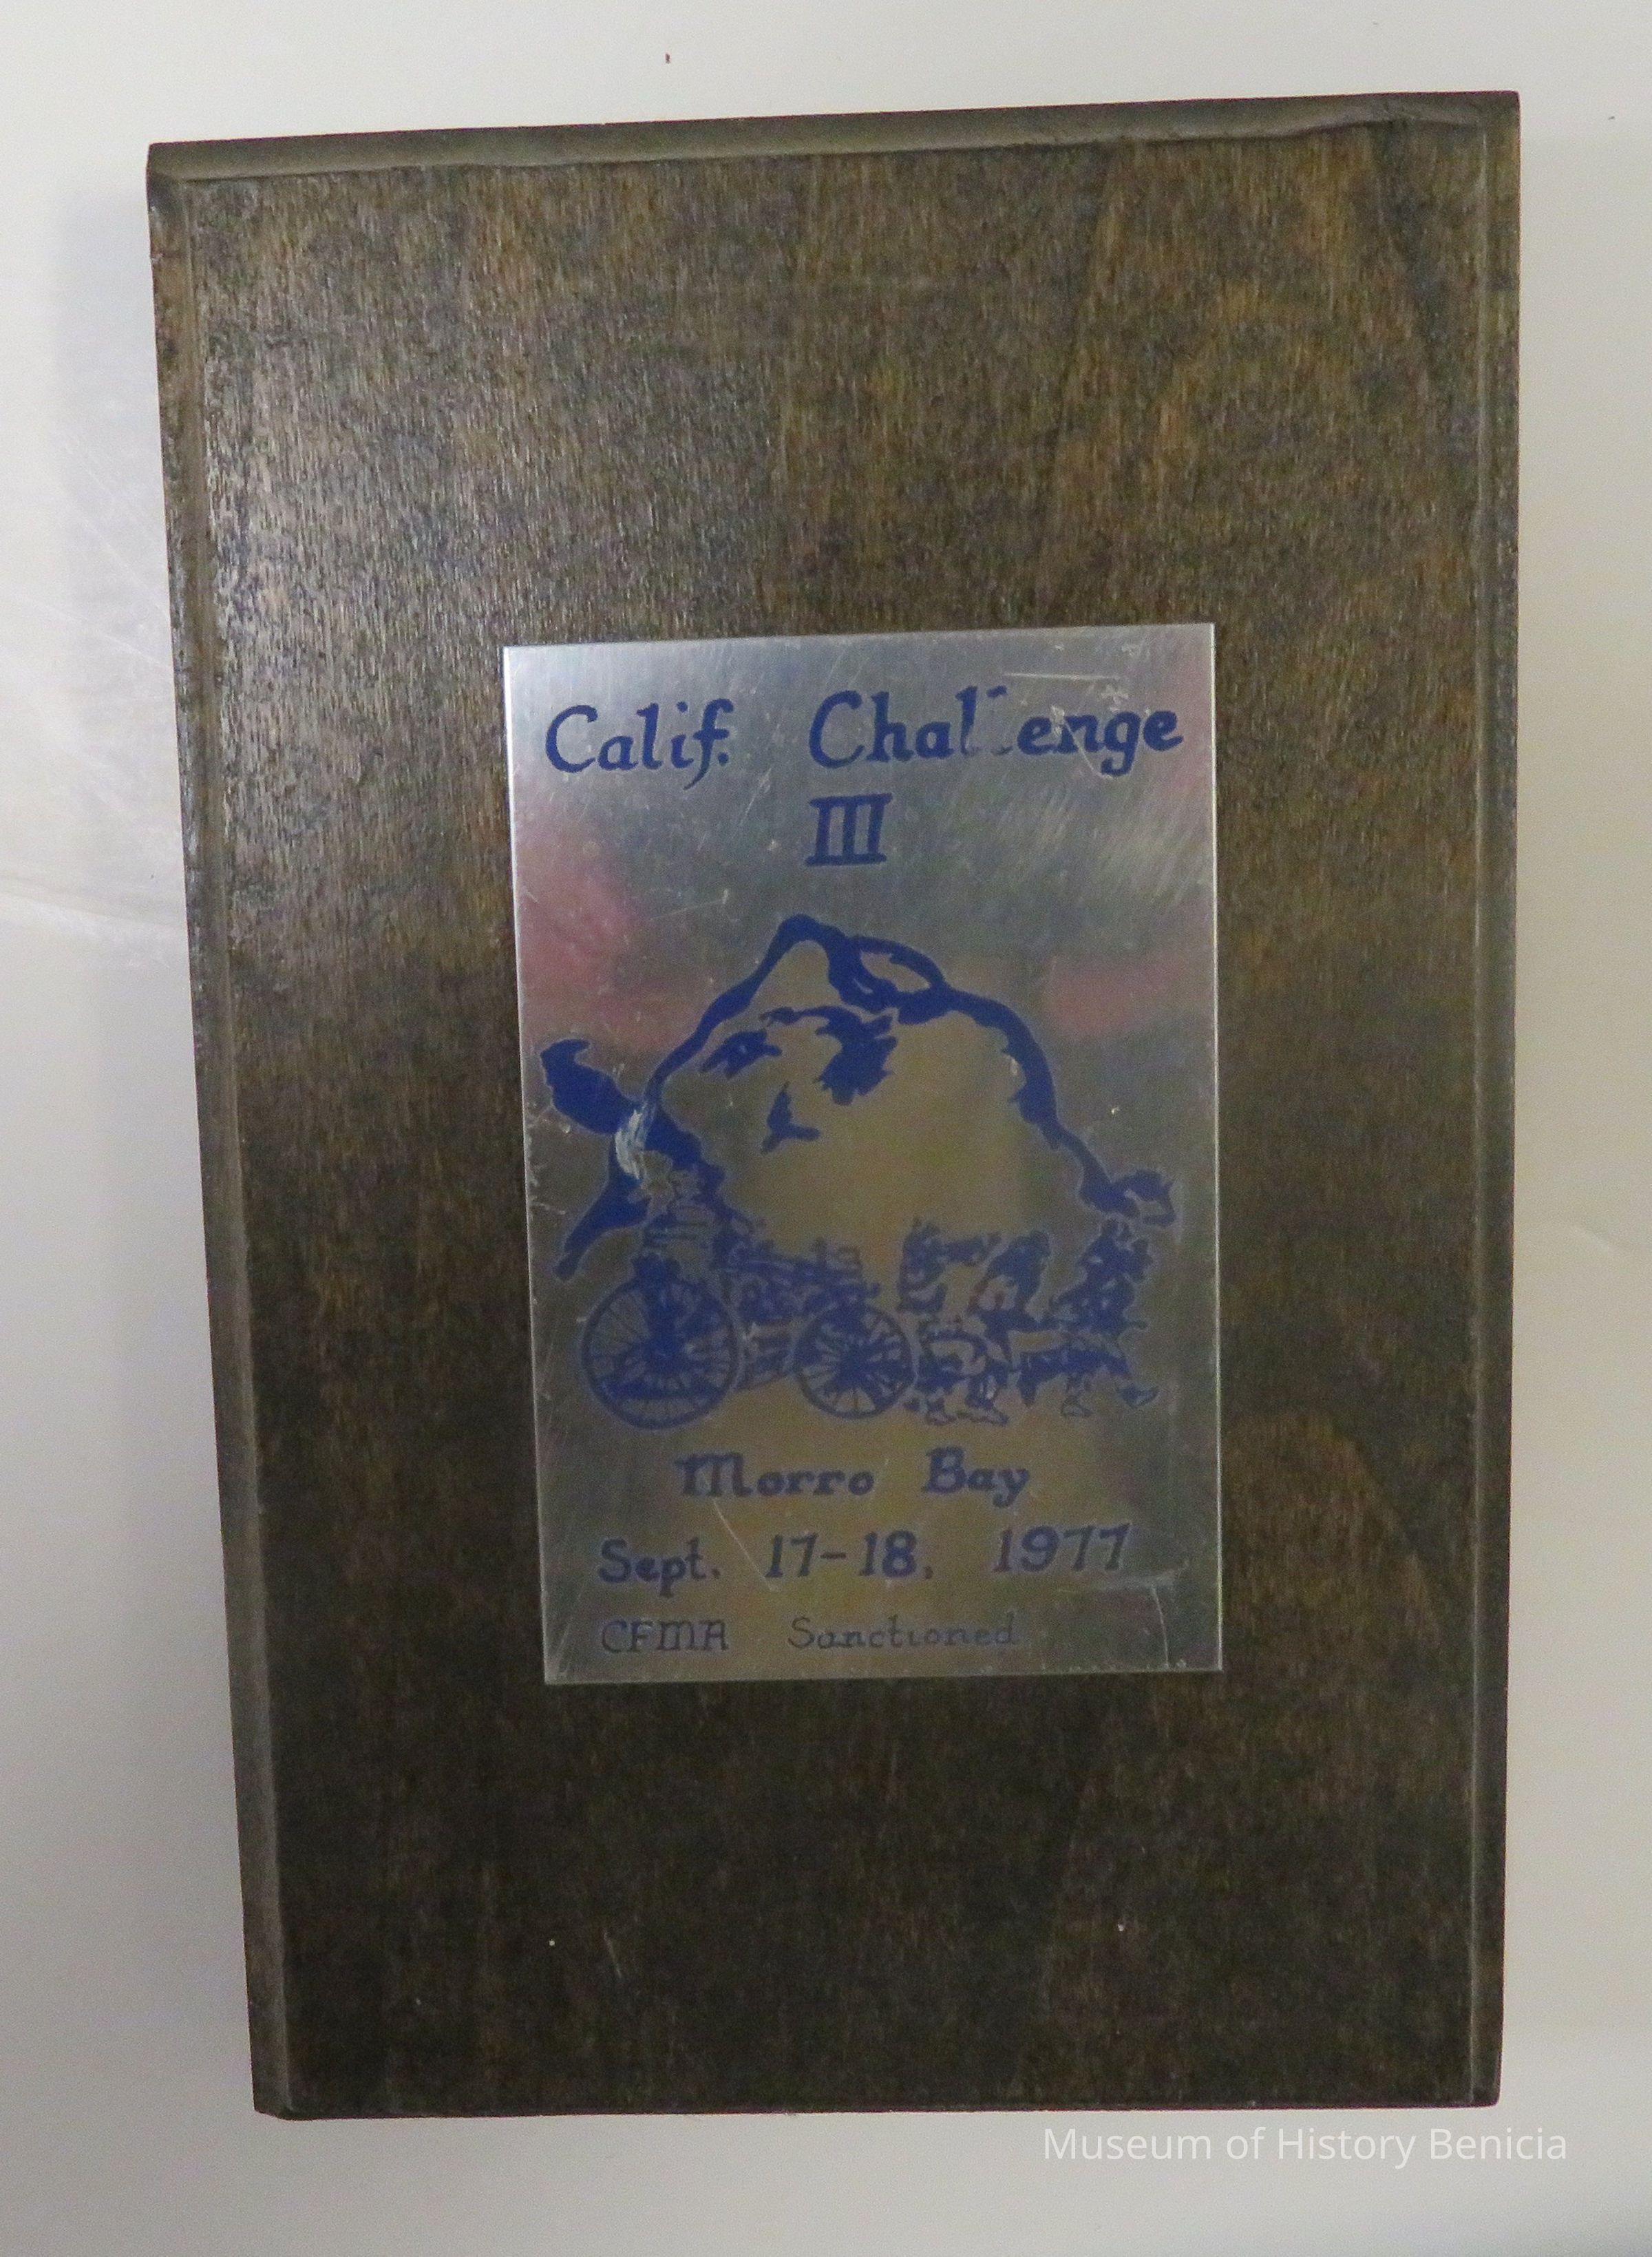 Calif. Challenge
III
Morro Bay
Sept. 17-18, 1977
CFMA Sanctioned
Museum of History Benicia